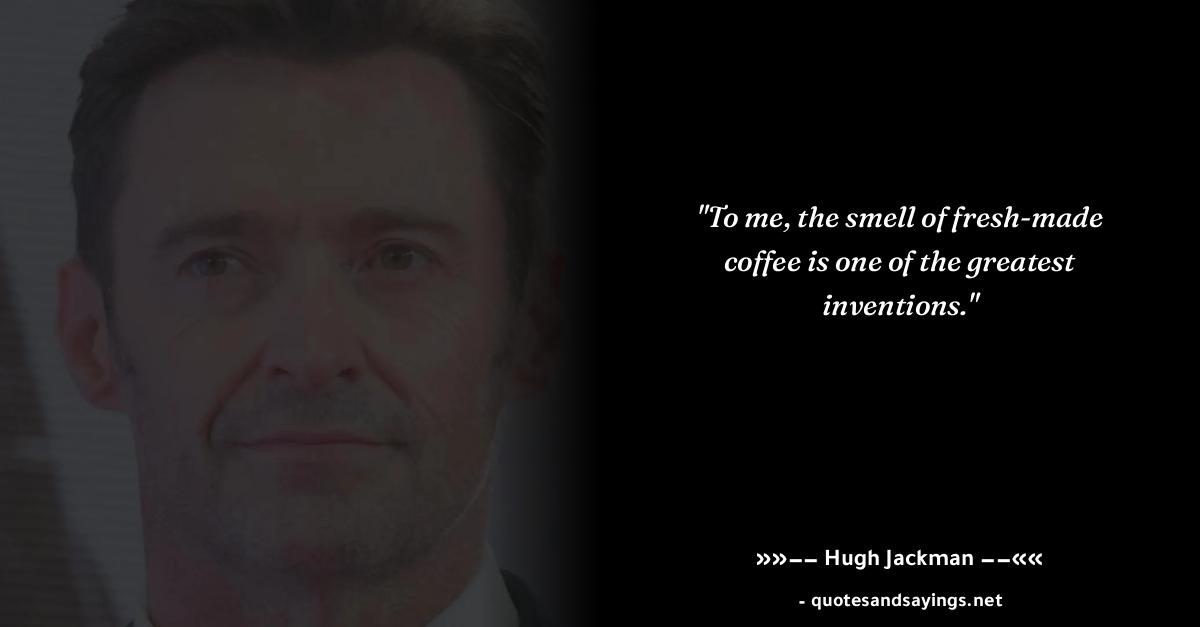 "To me, the smell of fresh-made
coffee is one of the greatest
inventions."
»»−− Hugh Jackman −−««
- quotesandsayings.net